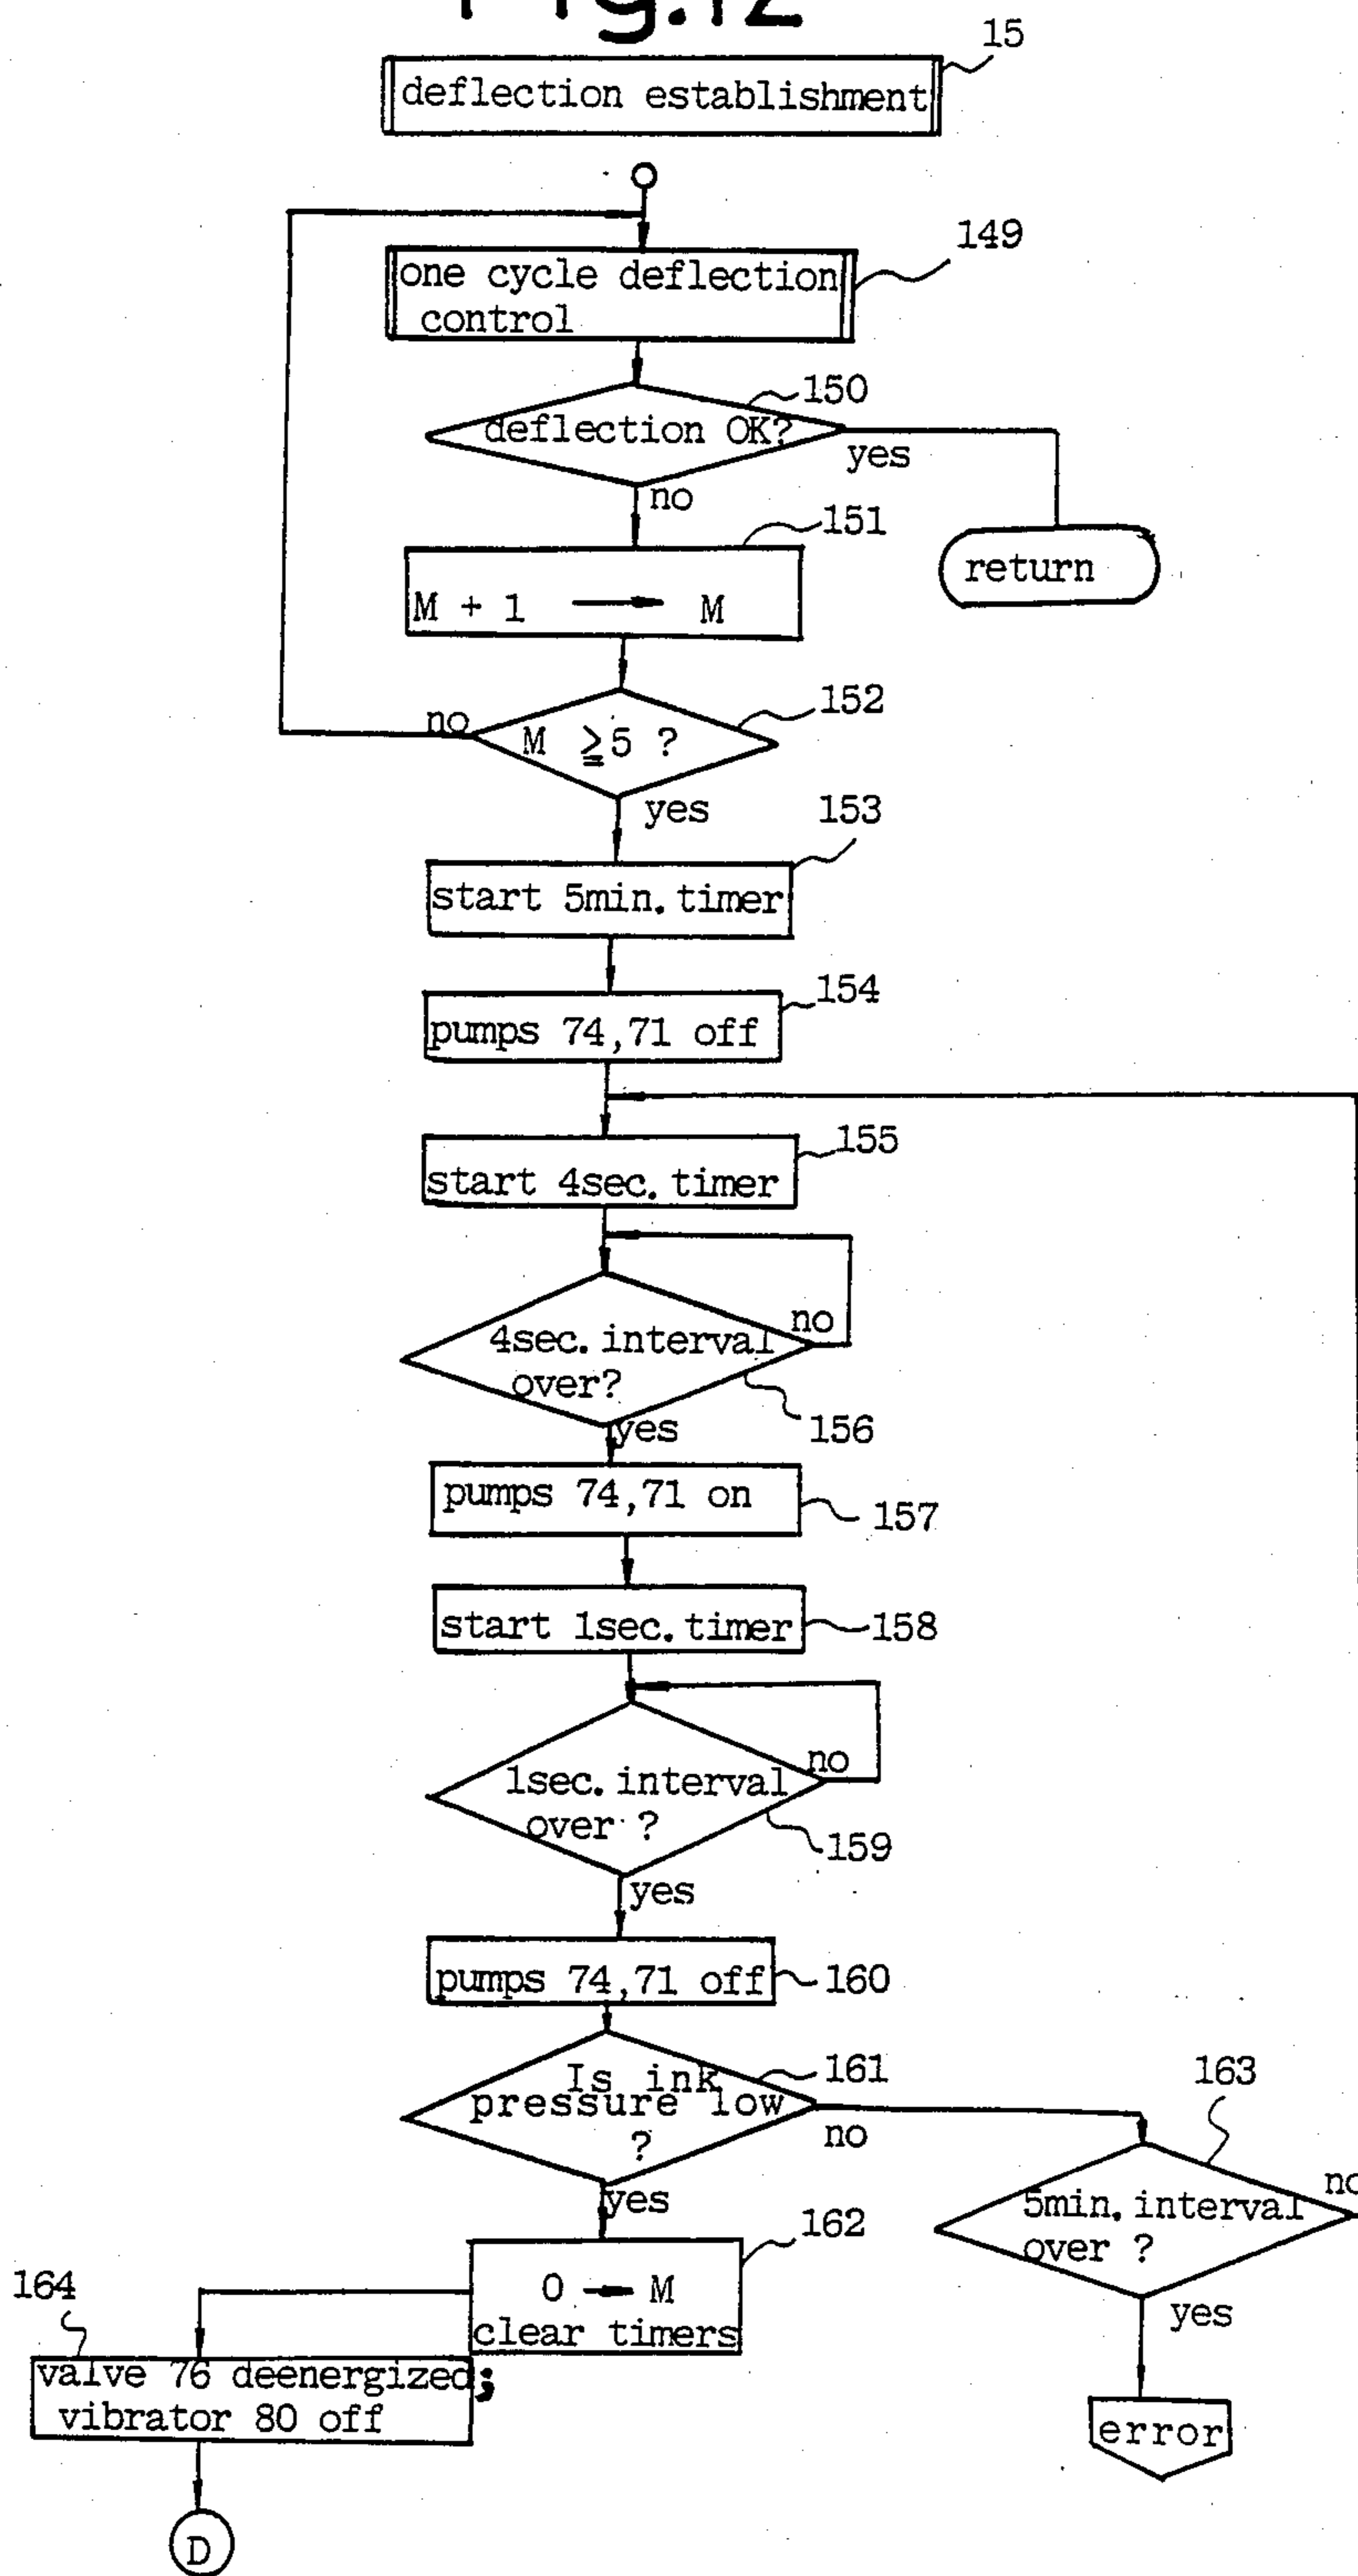 Fig.12
15
deflection establishment
149
one cycle deflection
control
150
deflection OK?
yes
no
151
return
M + 1 → M
152
no
M ≧5 ?
yes
153
start 5min.timer
154
pumps 74,71 off
155
start 4sec.timer
no
4sec.interval
over?
156
yes
pumps 74,71 on
157
start 1sec.timer
158
no
1sec.interval
over ?
159
yes
pumps 74,71 off
160
Is ink
161
pressure low
?
no
163
no
5min.interval
over ?
yes
yes
162
0 → M
clear timers
164
valve 76 deenergized;
vibrator 80 off
error
D